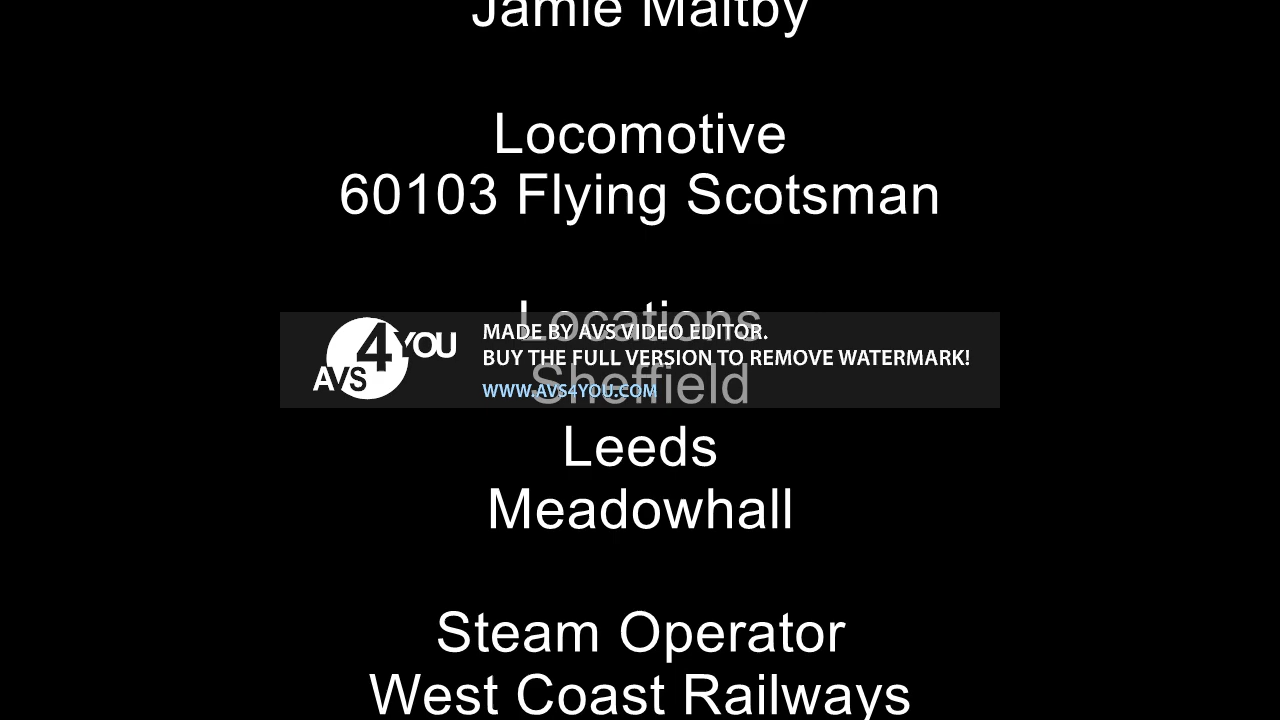 Jamie Maltby
Locomotive
60103 Flying Scotsman
Locations
AVS4YOU
MADE BY AVS VIDEO EDITOR.
BUY THE FULL VERSION TO REMOVE WATERMARK!
Sheffield
WWW.AVS4YOU.COM
Leeds
Meadowhall
Steam Operator
West Coast Railways